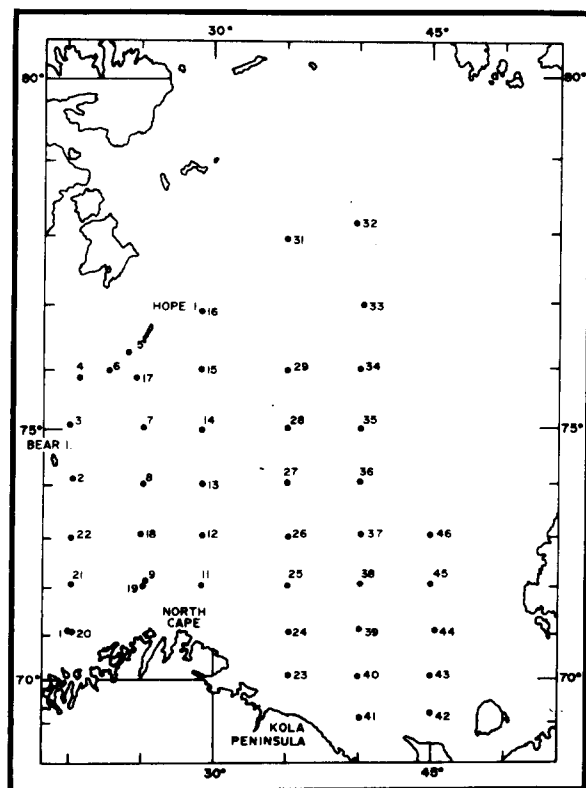 30° 45°
80° 80°
32
31
HOPE I. 16 33
5
4 6 17 15 29 34
3 7 14 28 35
75° 75°
BEAR I.
2 8 13 27 36
22 18 12 26 37 46
21 19 9 11 25 38 45
1 20 NORTH 24 39 44
CAPE
70° 23 40 43 70°
KOLA 41 42
PENINSULA
30° 45°